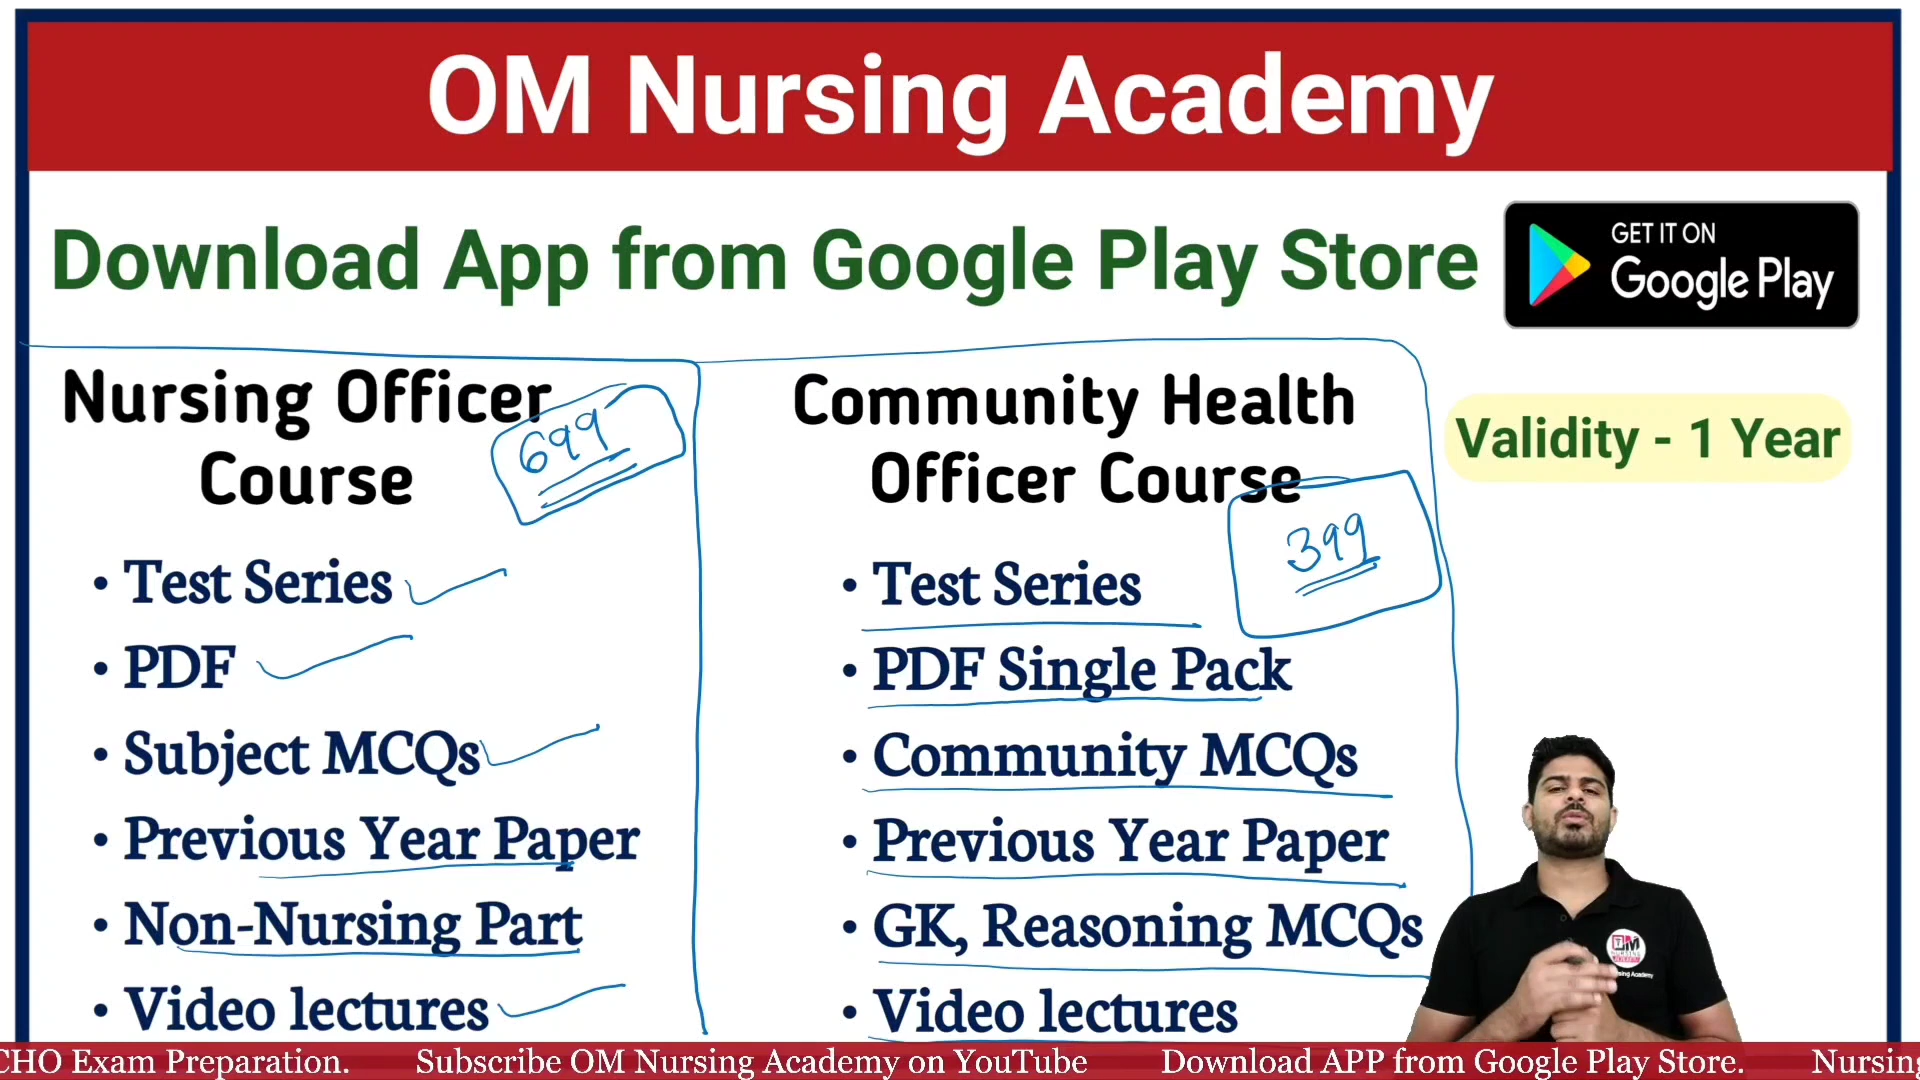 OM Nursing Academy
Download App from Google Play Store
GET IT ON
Google Play
Nursing Officer
Course
699
• Test Series
• PDF
• Subject MCQs
• Previous Year Paper
• Non-Nursing Part
• Video lectures
Community Health
Officer Course
399
• Test Series
• PDF Single Pack
• Community MCQs
• Previous Year Paper
• GK, Reasoning MCQs
• Video lectures
Validity - 1 Year
CHO Exam Preparation. Subscribe OM Nursing Academy on YouTube Download APP from Google Play Store.